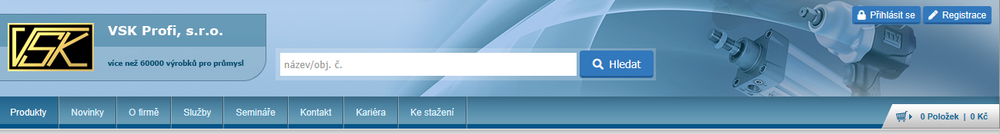 VSK
VSK Profi, s.r.o.
více než 60000 výrobků pro průmysl
název/obj. č.
Hledat
Přihlásit se
Registrace
Produkty
Novinky
O firmě
Služby
Semináře
Kontakt
Kariéra
Ke stažení
0 Položek | 0 Kč